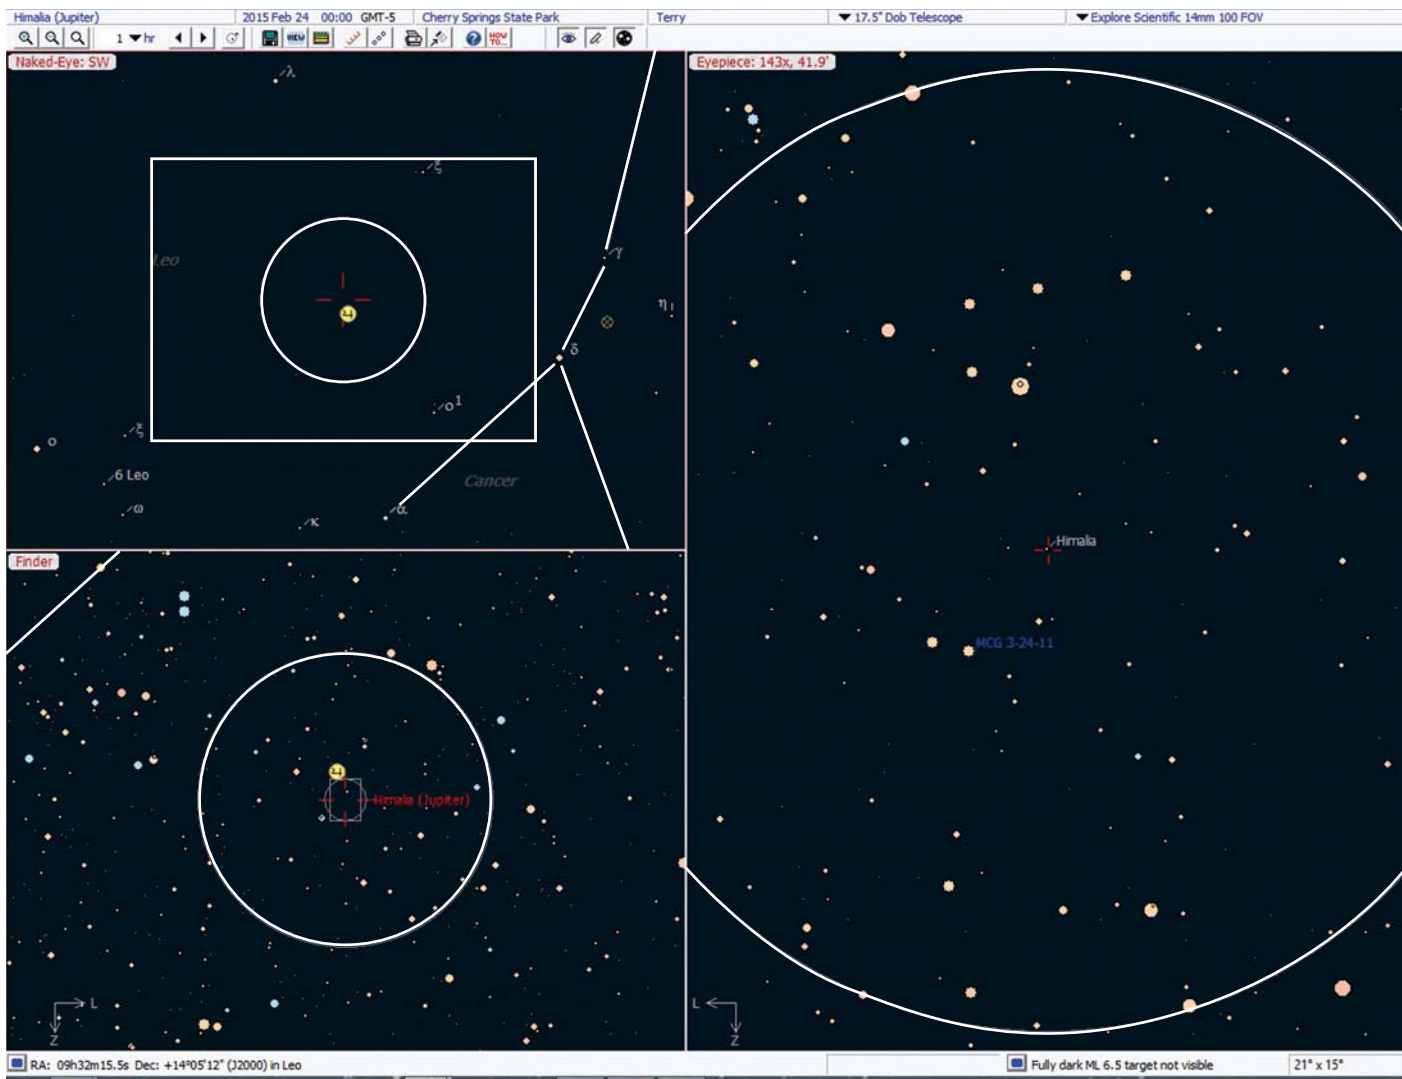 Himalia (Jupiter) 2015 Feb 24 00:00 GMT-5 Cherry Springs State Park Terry 17.5" Dob Telescope Explore Scientific 14mm 100 FOV
1 hr VIEW ? HOW TO...
Naked-Eye: SW
λ
ξ
Leo
γ
η
δ
ο1
ο
ξ
6 Leo
Cancer
ω
κ
α
Finder
Himalia (Jupiter)
L
Z
Eyepiece: 143x, 41.9'
Himalia
MCG 3-24-11
L
Z
RA: 09h32m15.5s Dec: +14°05'12" (J2000) in Leo Fully dark ML 6.5 target not visible 21° x 15°